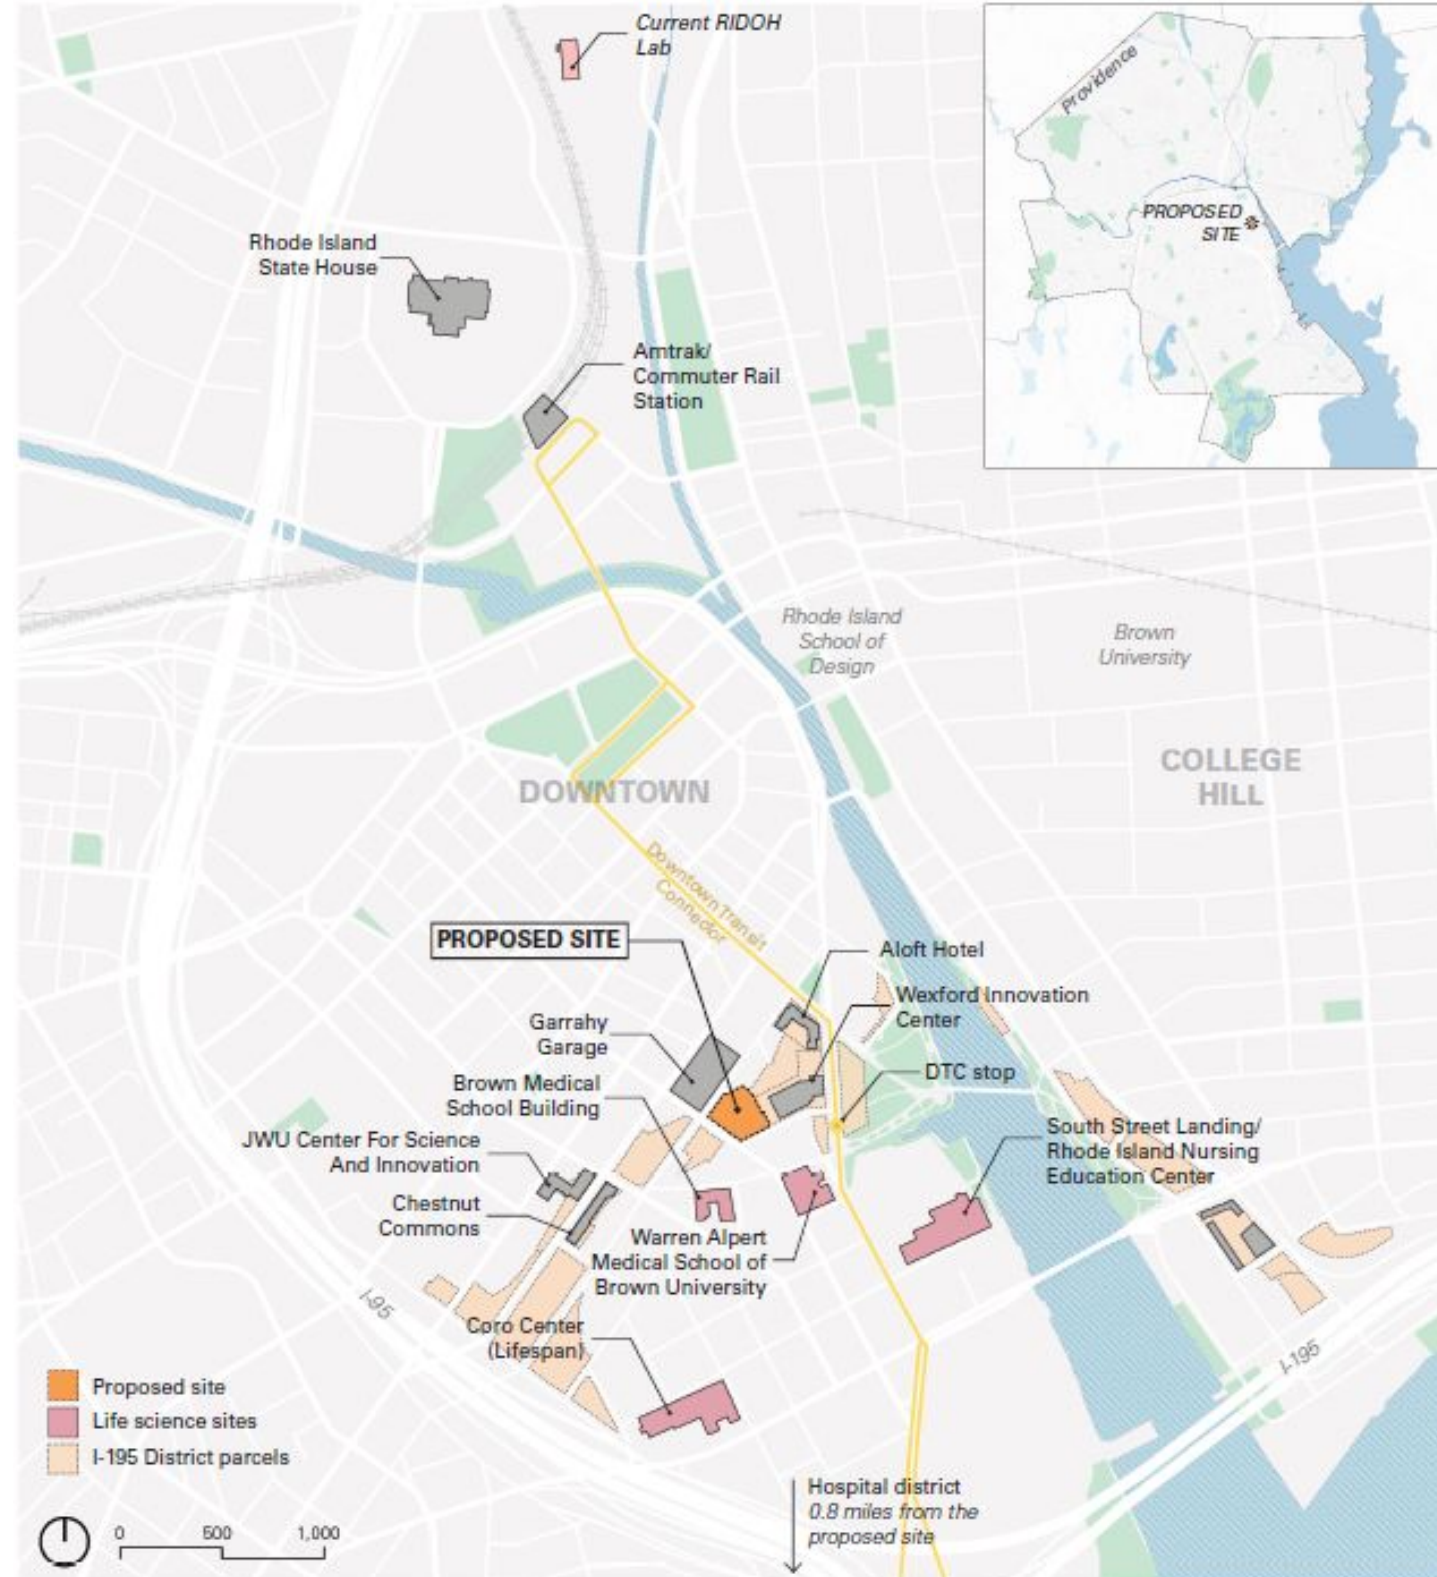 Current RIDOH
Lab
Providence
PROPOSED
SITE
Rhode Island
State House
Amtrak/
Commuter Rail
Station
Rhode Island
School of
Design
Brown
University
COLLEGE
HILL
DOWNTOWN
Downtown Transit
Connector
PROPOSED SITE
Aloft Hotel
Wexford Innovation
Center
Garrahy
Garage
DTC stop
Brown Medical
School Building
South Street Landing/
Rhode Island Nursing
Education Center
JWU Center For Science
And Innovation
Chestnut
Commons
Warren Alpert
Medical School of
Brown University
I-95
Coro Center
(Lifespan)
I-195
Proposed site
Life science sites
I-195 District parcels
Hospital district
0.8 miles from the
proposed site
0 500 1,000